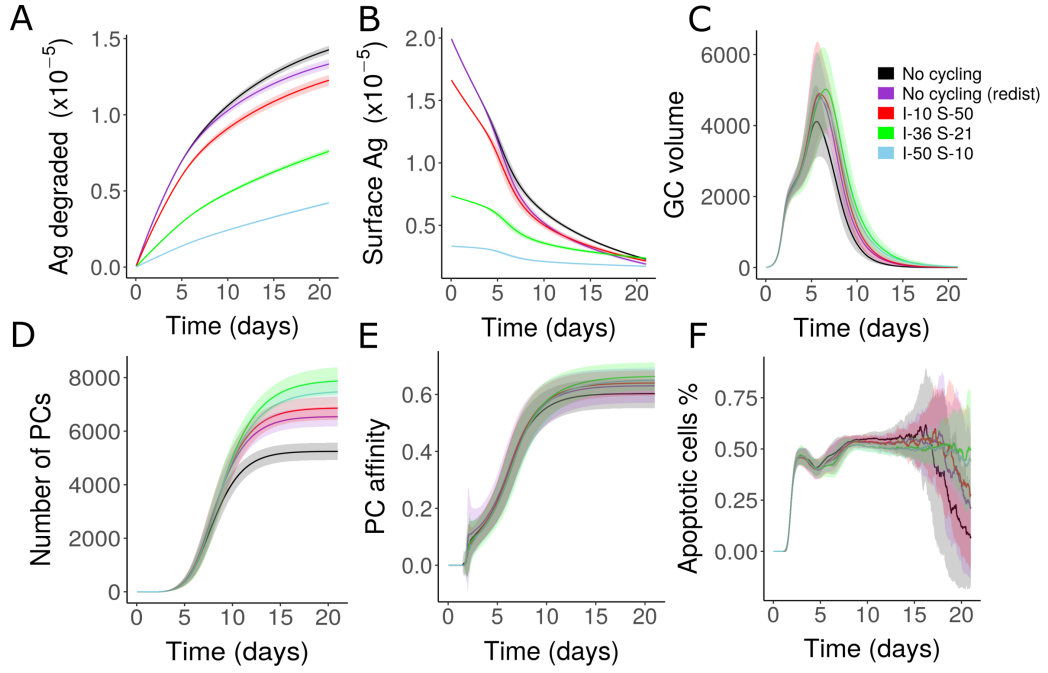 A
Ag degraded (x10⁻⁵)
1.5
1.0
0.5
0.0
0 5 10 15 20
Time (days)
B
Surface Ag (x10⁻⁵)
2.0
1.5
1.0
0.5
0 5 10 15 20
Time (days)
C
GC volume
6000
4000
2000
0
0 5 10 15 20
Time (days)
No cycling
No cycling (redist)
I-10 S-50
I-36 S-21
I-50 S-10
D
Number of PCs
8000
6000
4000
2000
0
0 5 10 15 20
Time (days)
E
PC affinity
0.6
0.4
0.2
0.0
0 5 10 15 20
Time (days)
F
Apoptotic cells %
0.75
0.50
0.25
0.00
0 5 10 15 20
Time (days)